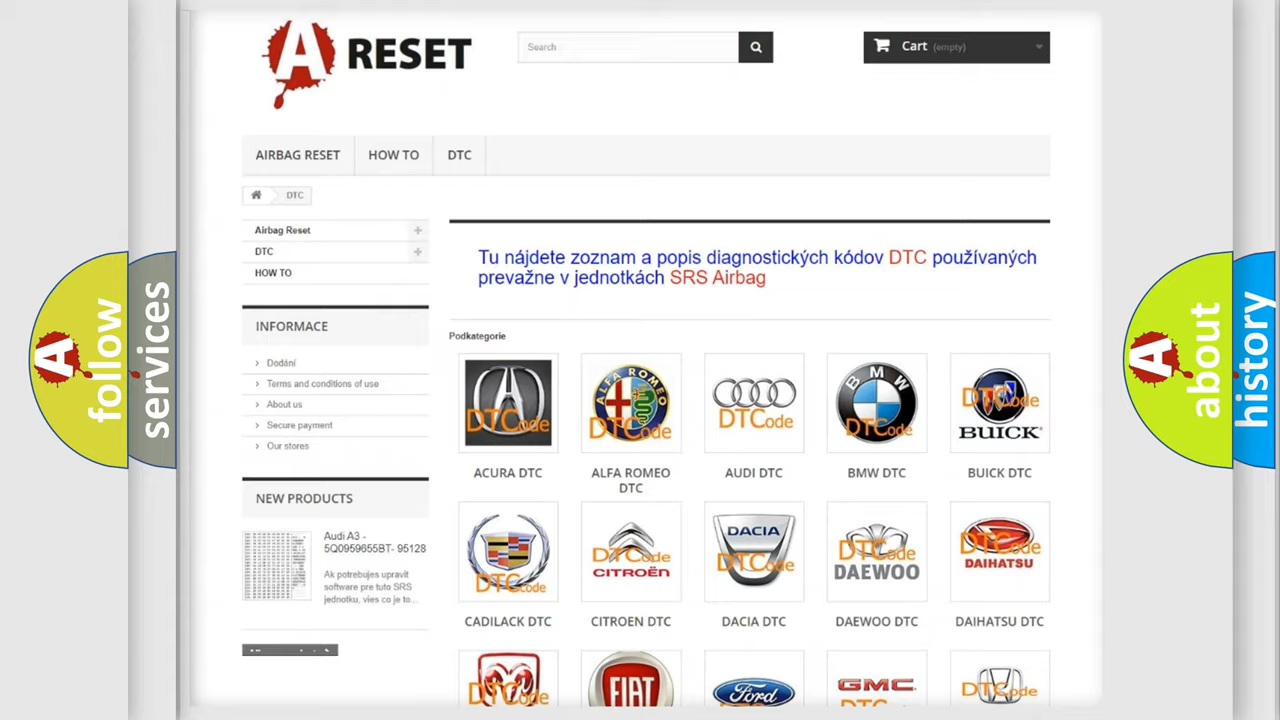 A RESET
Search
Cart (empty)
AIRBAG RESET
HOW TO
DTC
DTC
Airbag Reset
DTC
HOW TO
INFORMACE
Dodání
Terms and conditions of use
About us
Secure payment
Our stores
NEW PRODUCTS
Audi A3 -
5Q0959655BT- 95128
Ak potrebujes upravit
software pre tuto SRS
jednotku, vies co je to...
Tu nájdete zoznam a popis diagnostických kódov DTC používaných
prevažne v jednotkách SRS Airbag
Podkategorie
DTCode
ACURA DTC
ALFA ROMEO
DTCode
ALFA ROMEO
DTC
DTCode
AUDI DTC
BMW
DTCode
BMW DTC
DTCode
BUICK
BUICK DTC
DTCode
CADILACK DTC
DTCode
CITROËN
CITROEN DTC
DACIA
DTCode
DACIA DTC
DTCode
DAEWOO
DAEWOO DTC
DTCode
DAIHATSU
DAIHATSU DTC
DTCode
FIAT
Ford
GMC
DTCode
A follow
services
A about
history